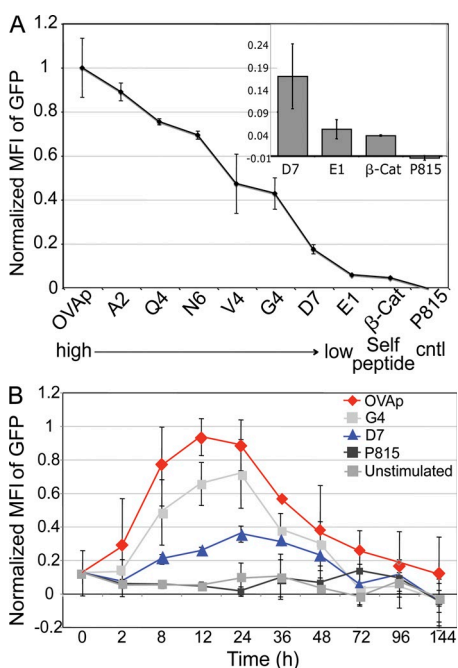 A
Normalized MFI of GFP
1.2
1
0.8
0.6
0.4
0.2
0
0.24
0.19
0.14
0.09
0.04
-0.01
D7 E1 β-Cat P815
OVAp A2 Q4 N6 V4 G4 D7 E1 β-Cat P815
high low Self peptide cntl
B
Normalized MFI of GFP
1.2
1
0.8
0.6
0.4
0.2
0
-0.2
OVAp
G4
D7
P815
Unstimulated
0 2 8 12 24 36 48 72 96 144
Time (h)